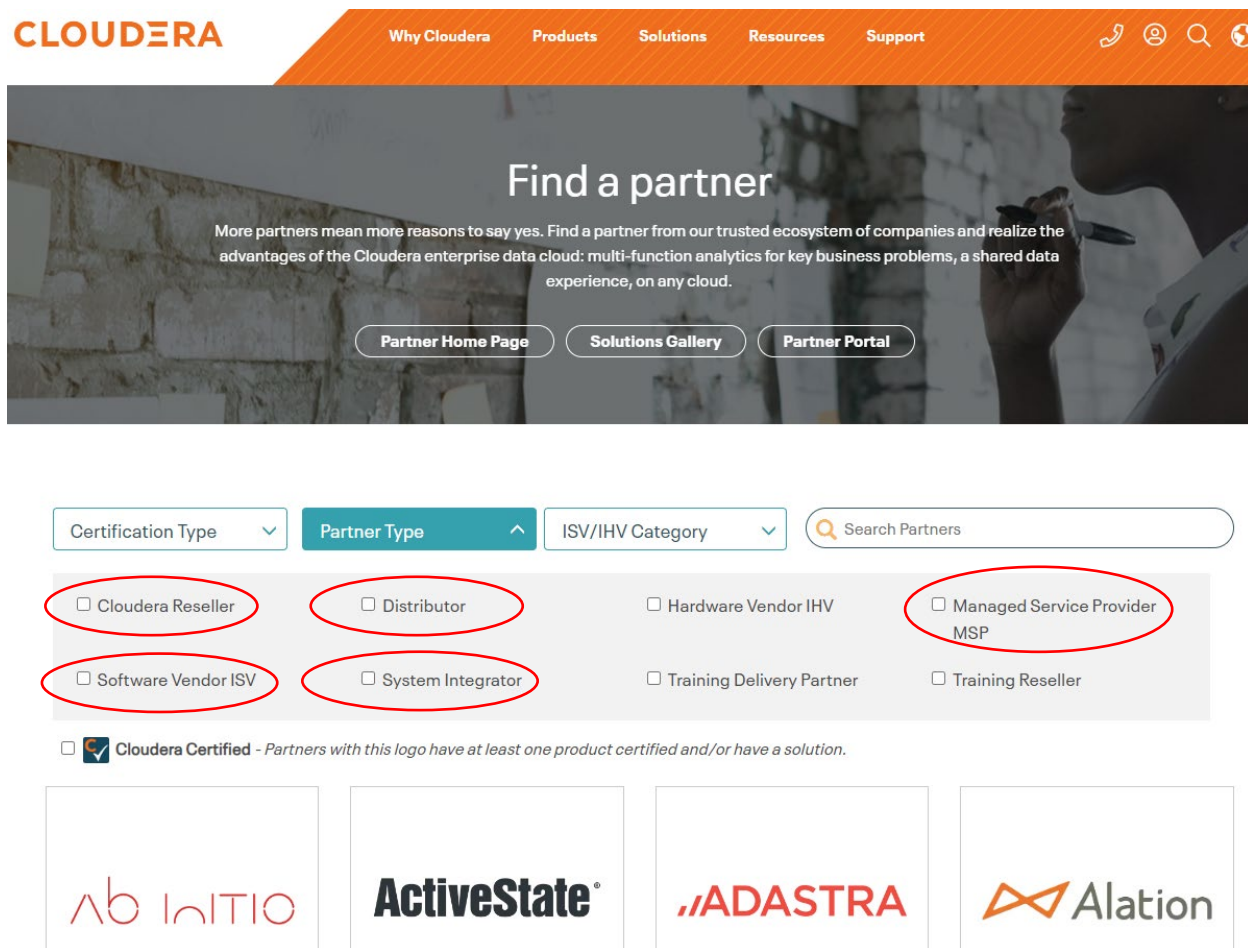 CLOUDERA
Why Cloudera Products Solutions Resources Support
Find a partner
More partners mean more reasons to say yes. Find a partner from our trusted ecosystem of companies and realize the
advantages of the Cloudera enterprise data cloud: multi-function analytics for key business problems, a shared data
experience, on any cloud.
Partner Home Page Solutions Gallery Partner Portal
Certification Type Partner Type ISV/IHV Category Search Partners
Cloudera Reseller Distributor Hardware Vendor IHV Managed Service Provider
MSP
Software Vendor ISV System Integrator Training Delivery Partner Training Reseller
Cloudera Certified - Partners with this logo have at least one product certified and/or have a solution.
Ab InITIO ActiveState® ADASTRA Alation